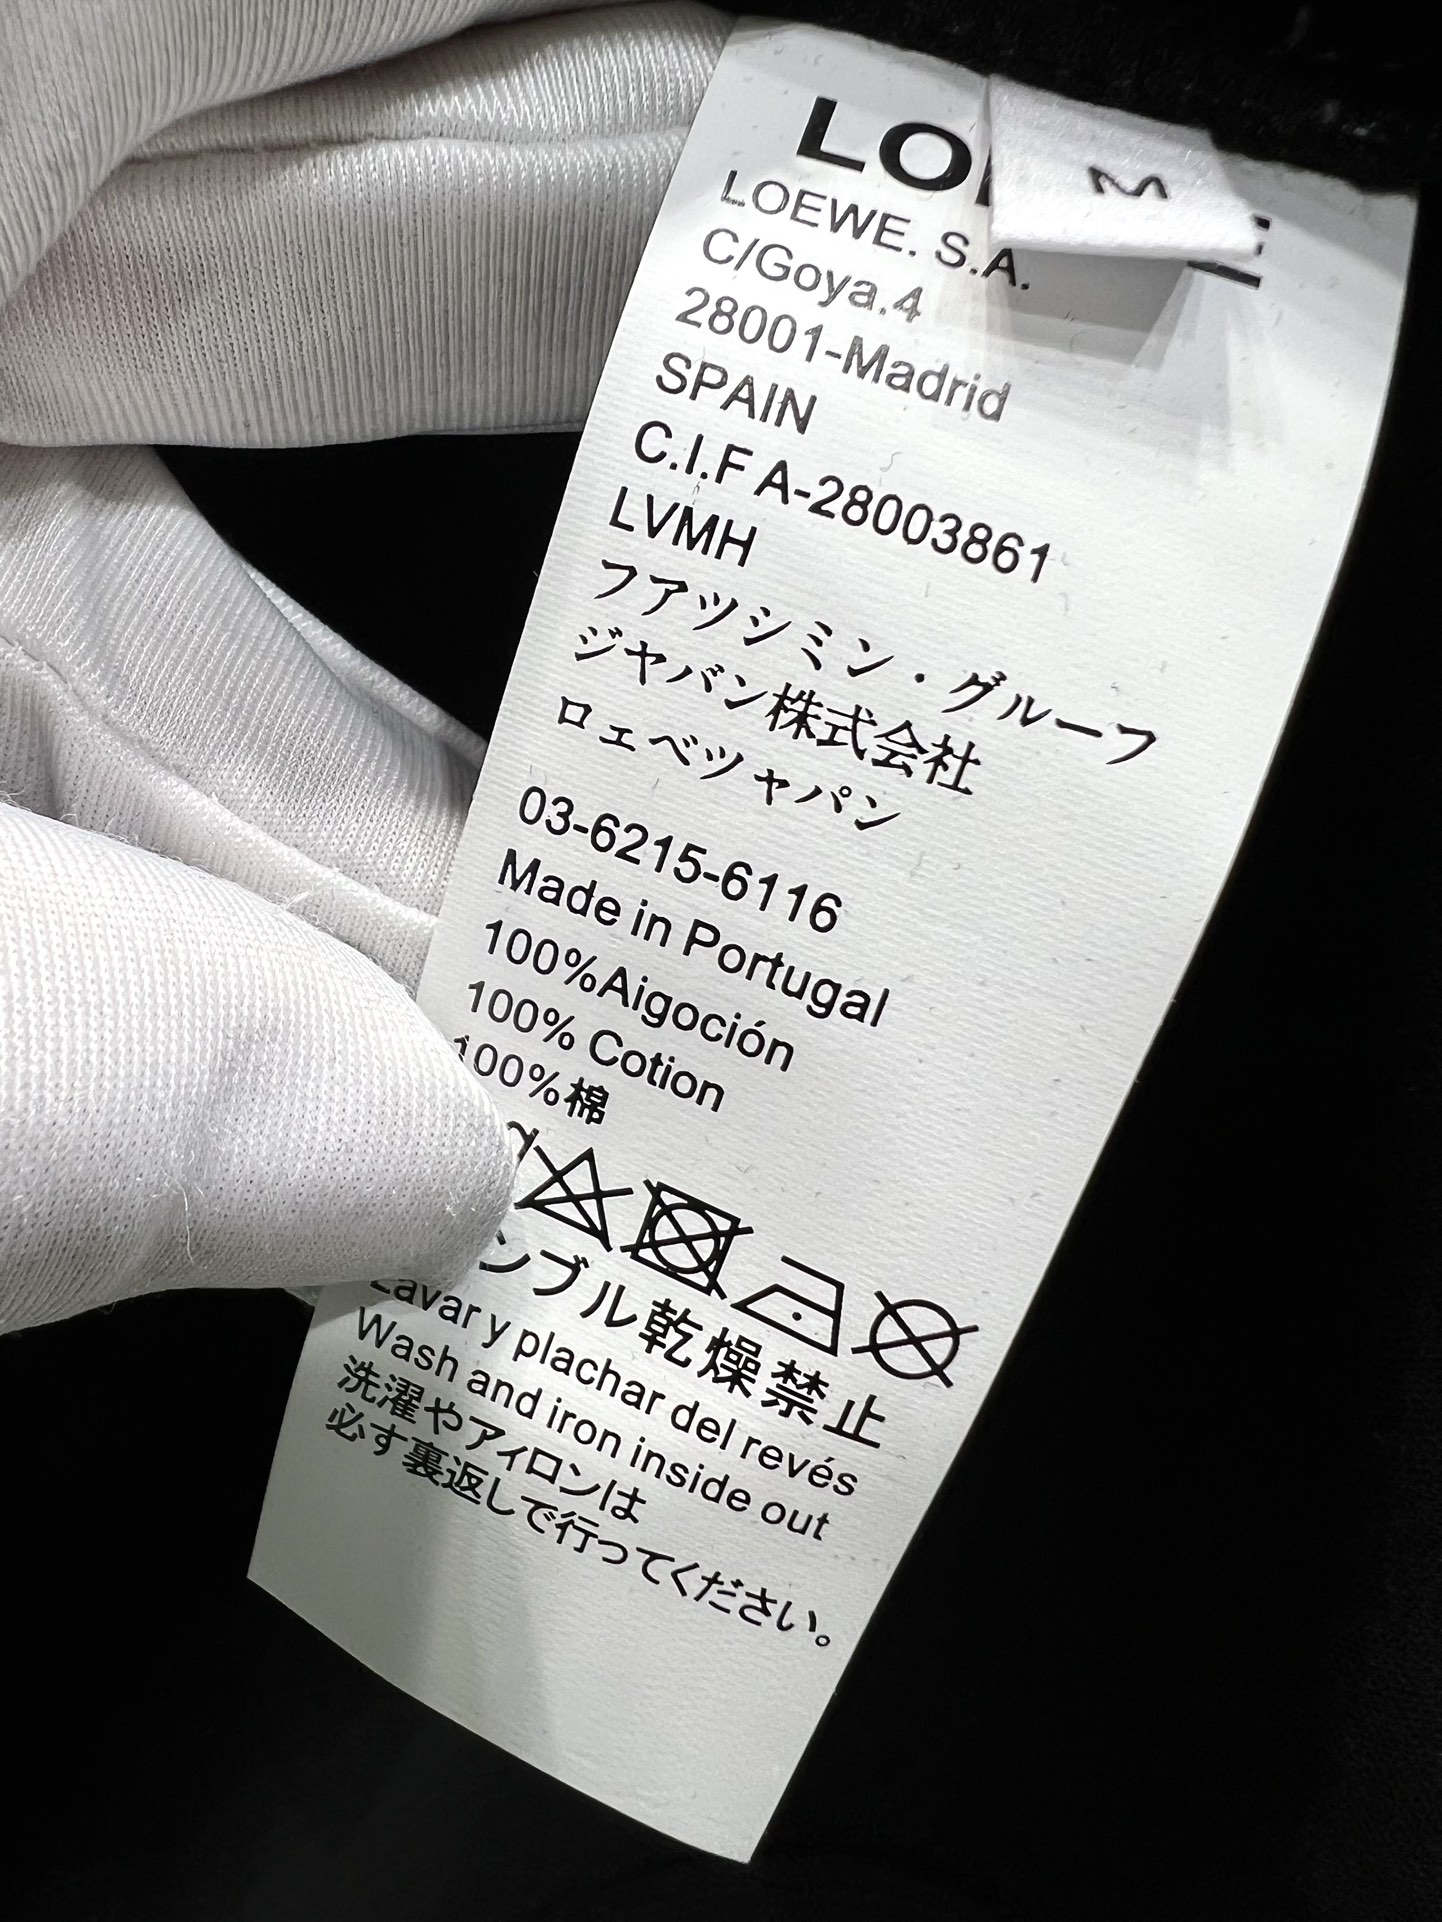 M
LOEWE. S.A.
C/Goya.4
28001-Madrid
SPAIN
C.I.F A-28003861
LVMH
フアツシミン・グルーフ
ジヤバン株式会社
ロェベツャパン
03-6215-6116
Made in Portugal
100%Aigoción
100% Cotion
100%棉
ンブル乾燥禁止
Lavar y plachar del revés
Wash and iron inside out
洗濯やアイロンは
必す裏返しで行ってください。